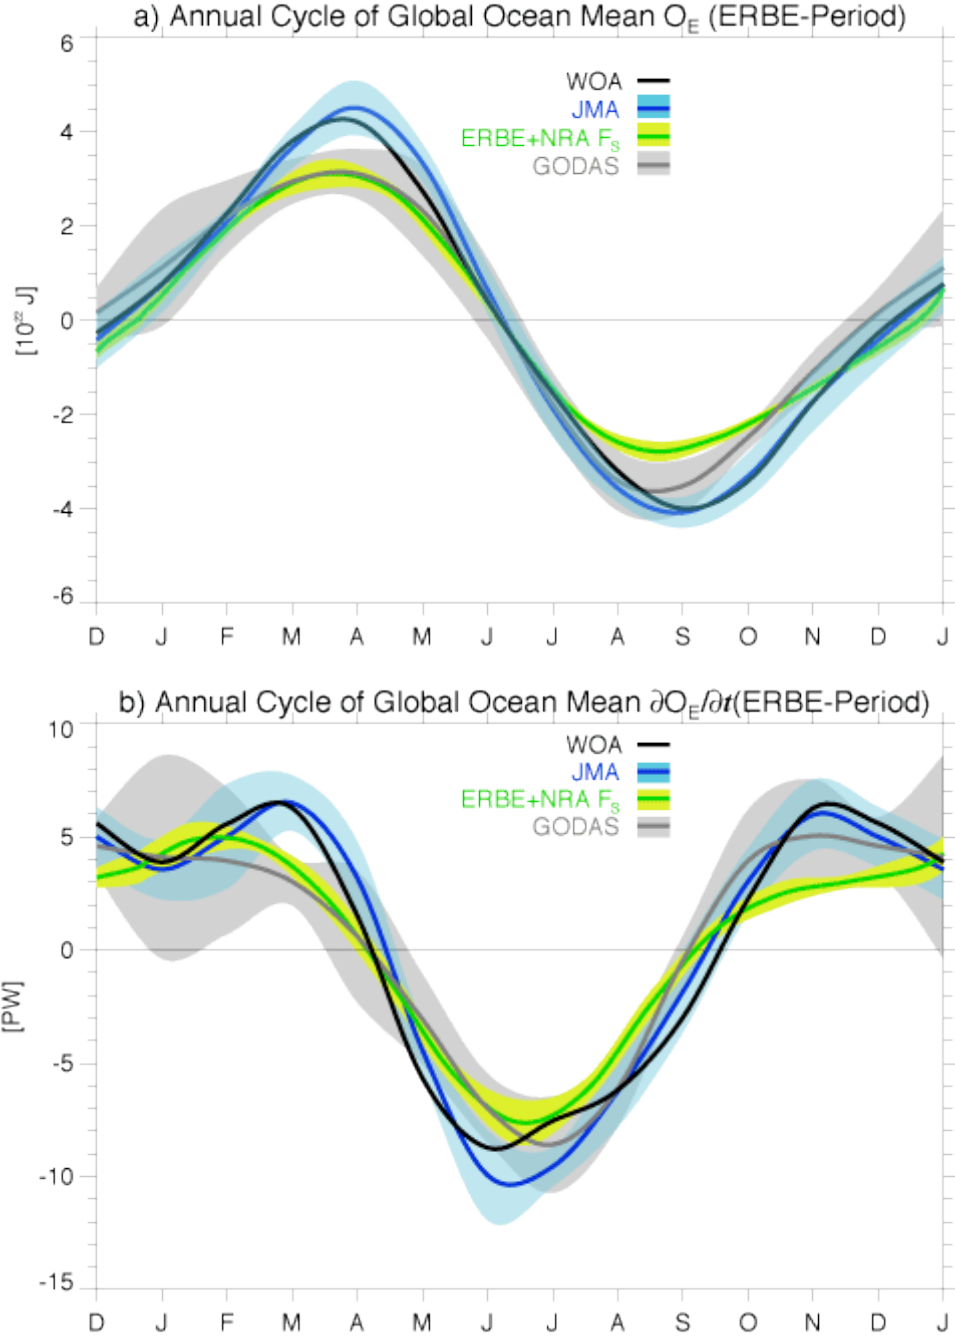 a) Annual Cycle of Global Ocean Mean O_E (ERBE-Period)
6
4
2
0
-2
-4
-6
[10²² J]
WOA
JMA
ERBE+NRA F_S
GODAS
D J F M A M J J A S O N D J
b) Annual Cycle of Global Ocean Mean ∂O_E/∂t(ERBE-Period)
10
5
0
-5
-10
-15
[PW]
WOA
JMA
ERBE+NRA F_S
GODAS
D J F M A M J J A S O N D J